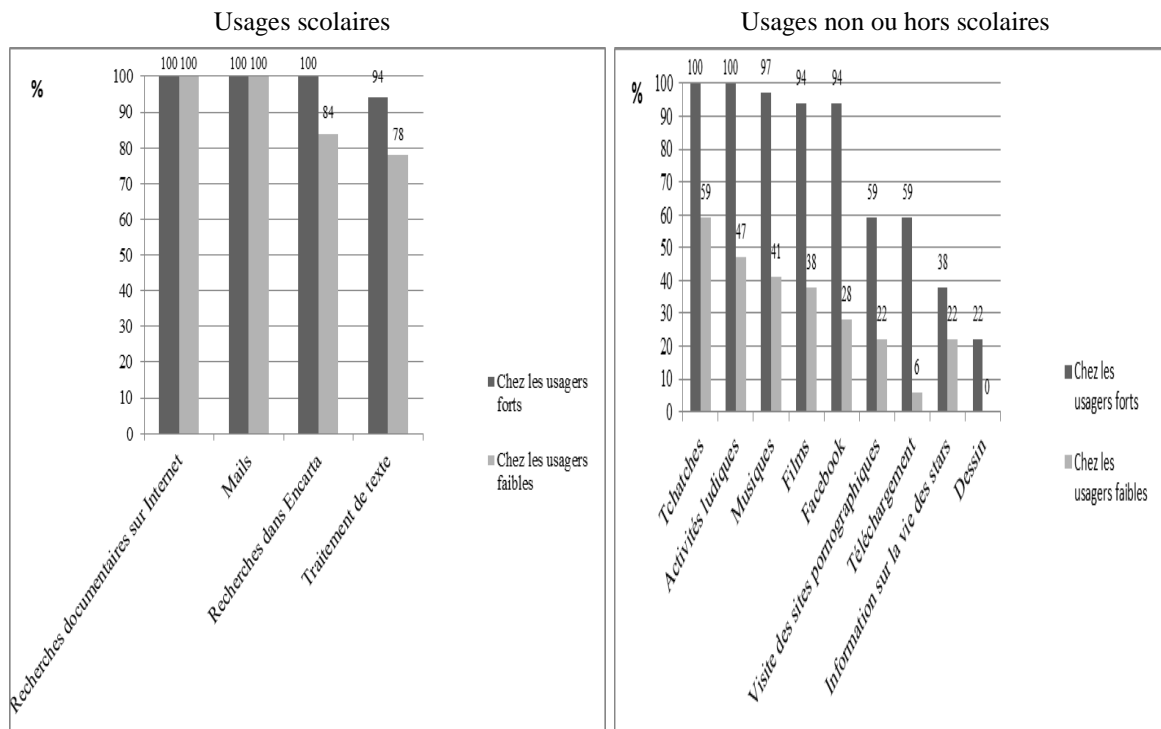 Usages scolaires
100 100 100 100 100 94
84
78
%
100
90
80
70
60
50
40
30
20
10
0
Chez les usagers
forts
Chez les usagers
faibles
Recherches documentaires sur Internet
Mails
Recherches dans Encarta
Traitement de texte
Usages non ou hors scolaires
100 100 97 94 94
59 59
59
47
41
38
38
28
22
22
22
6
0
%
100
90
80
70
60
50
40
30
20
10
0
Chez les
usagers forts
Chez les
usagers faibles
Tchatches
Activités ludiques
Musiques
Films
Facebook
Visite des sites pornographiques
Téléchargement
Information sur la vie des stars
Dessin